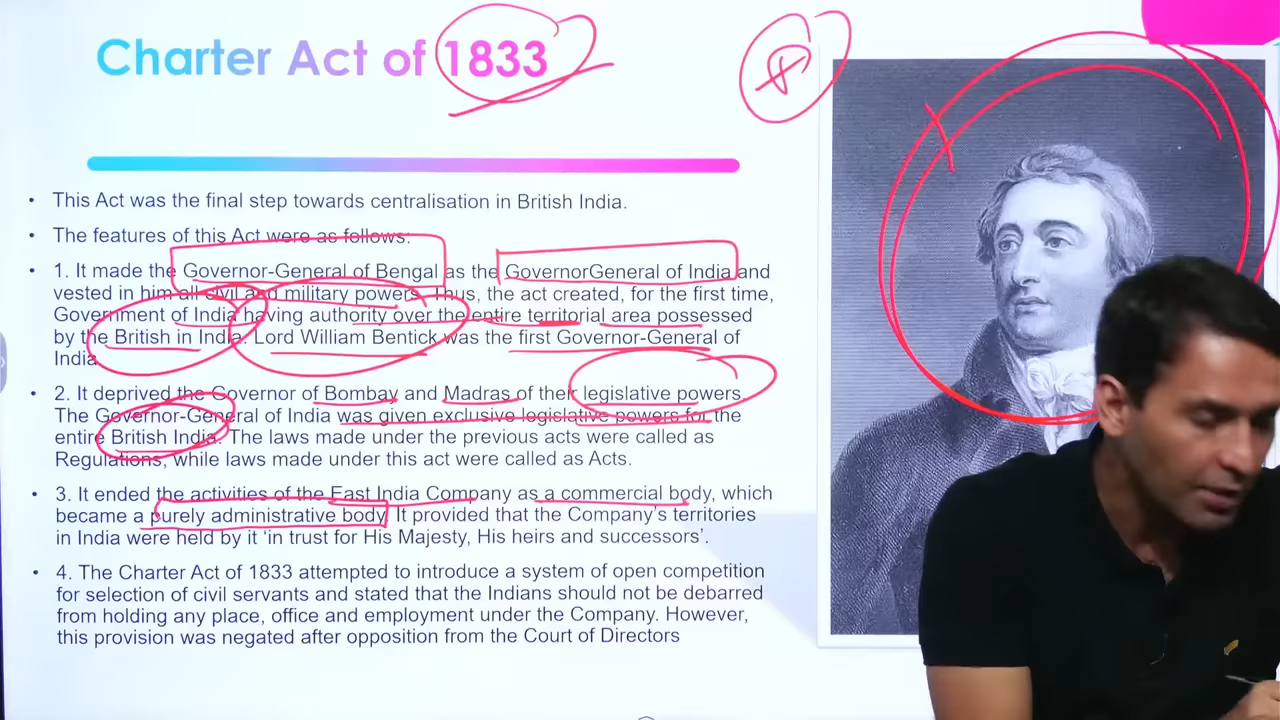 Charter Act of 1833
• This Act was the final step towards centralisation in British India.
• The features of this Act were as follows:
• 1. It made the Governor-General of Bengal as the GovernorGeneral of India and
vested in him all civil and military powers. Thus, the act created, for the first time,
Government of India having authority over the entire territorial area possessed
by the British in India. Lord William Bentick was the first Governor-General of
India.
• 2. It deprived the Governor of Bombay and Madras of their legislative powers.
The Governor-General of India was given exclusive legislative powers for the
entire British India. The laws made under the previous acts were called as
Regulations, while laws made under this act were called as Acts.
• 3. It ended the activities of the East India Company as a commercial body, which
became a purely administrative body. It provided that the Company's territories
in India were held by it 'in trust for His Majesty, His heirs and successors'.
• 4. The Charter Act of 1833 attempted to introduce a system of open competition
for selection of civil servants and stated that the Indians should not be debarred
from holding any place, office and employment under the Company. However,
this provision was negated after opposition from the Court of Directors